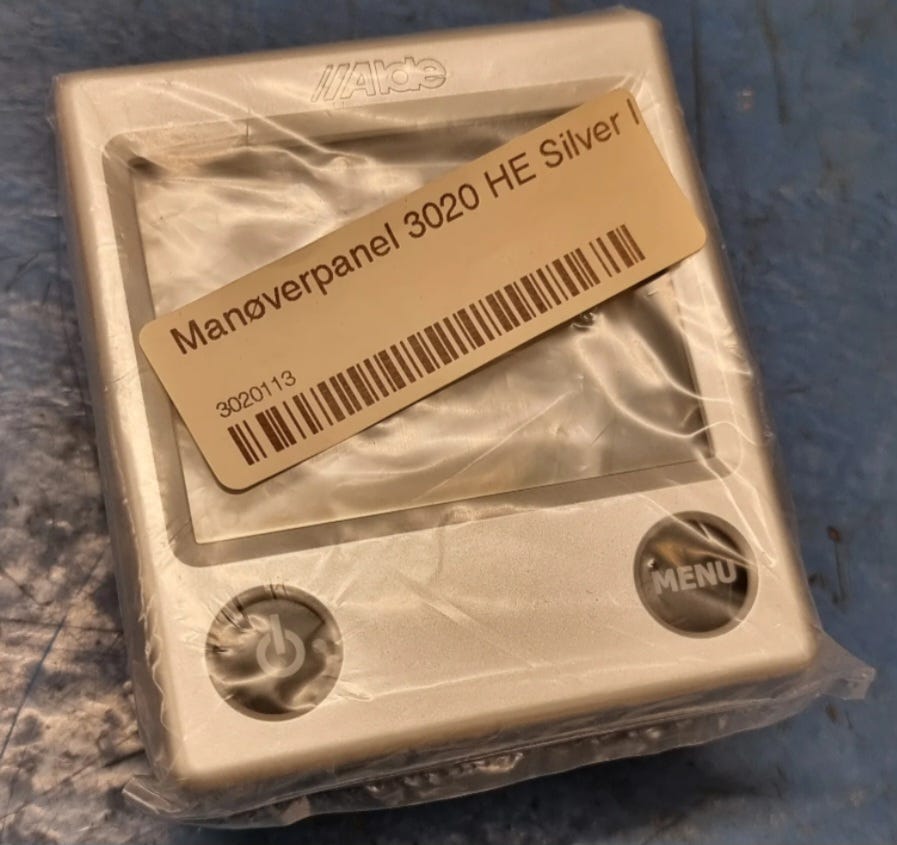 Alde
Manøverpanel 3020 HE Silver
3020113
MENU